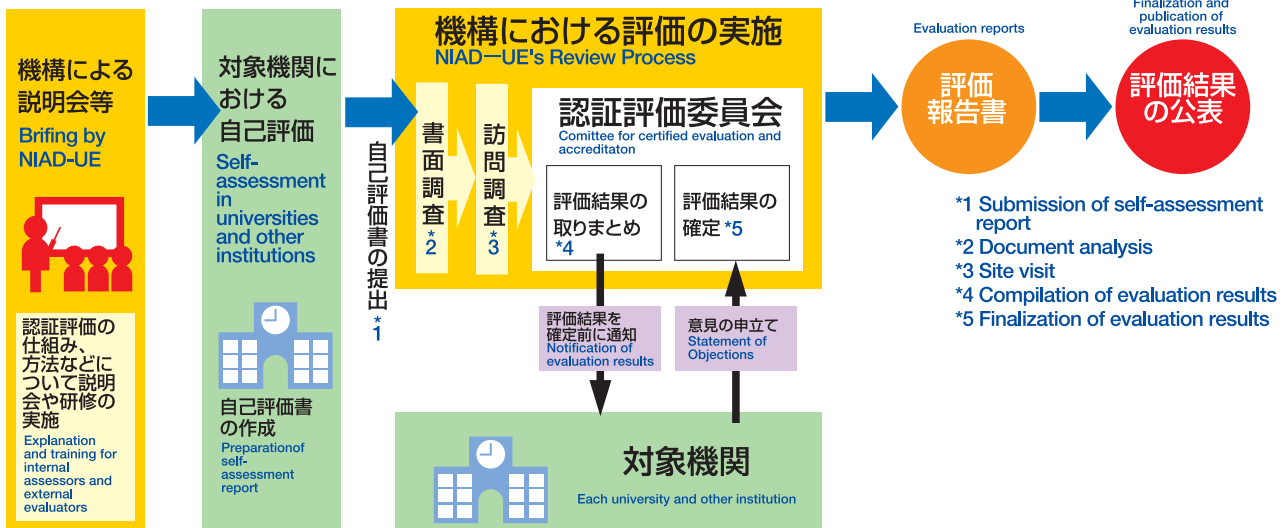 機構による
説明会等
Brifing by
NIAD-UE
認証評価の
仕組み、
方法などに
ついて説明
会や研修の
実施
Explanation
and training for
internal
assessors and
external
evaluators
対象機関に
おける
自己評価
Self-
assessment
in
universities
and other
institutions
自己評価書
の作成
Preparationof
self-
assessment
report
自己評価書の提出*1
機構における評価の実施
NIAD—UE's Review Process
書面調査*2
訪問調査*3
認証評価委員会
Comittee for certified evaluation and
accreditaton
評価結果の
取りまとめ
*4
評価結果の
確定*5
評価結果を
確定前に通知
Notification of
evaluation results
意見の申立て
Statement of
Objections
対象機関
Each university and other institution
Evaluation reports
評価
報告書
Finalization and
publication of
evaluation results
評価結果
の公表
*1 Submission of self-assessment
report
*2 Document analysis
*3 Site visit
*4 Compilation of evaluation results
*5 Finalization of evaluation results